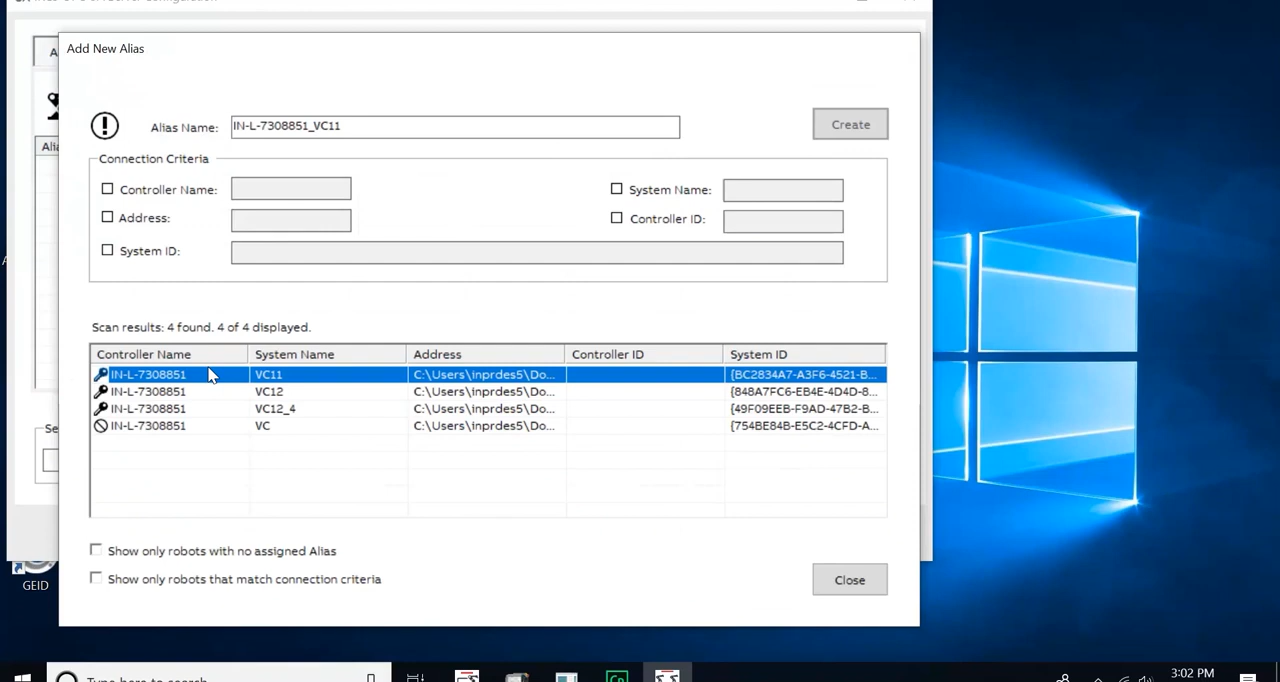 Add New Alias
Alias Name: IN-L-7308851_VC11 Create
Connection Criteria
Controller Name: System Name:
Address: Controller ID:
System ID:
Scan results: 4 found. 4 of 4 displayed.
Controller Name System Name Address Controller ID System ID
IN-L-7308851 VC11 C:\Users\inprdes5\Do... {BC2834A7-A3F6-4521-B...
IN-L-7308851 VC12 C:\Users\inprdes5\Do... {848A7FC6-EB4E-4D4D-8...
IN-L-7308851 VC12_4 C:\Users\inprdes5\Do... {49F09EEB-F9AD-47B2-B...
IN-L-7308851 VC C:\Users\inprdes5\Do... {754BE84B-E5C2-4CFD-A...
Show only robots with no assigned Alias
Show only robots that match connection criteria
Close
GEID
Type here to search
3:02 PM